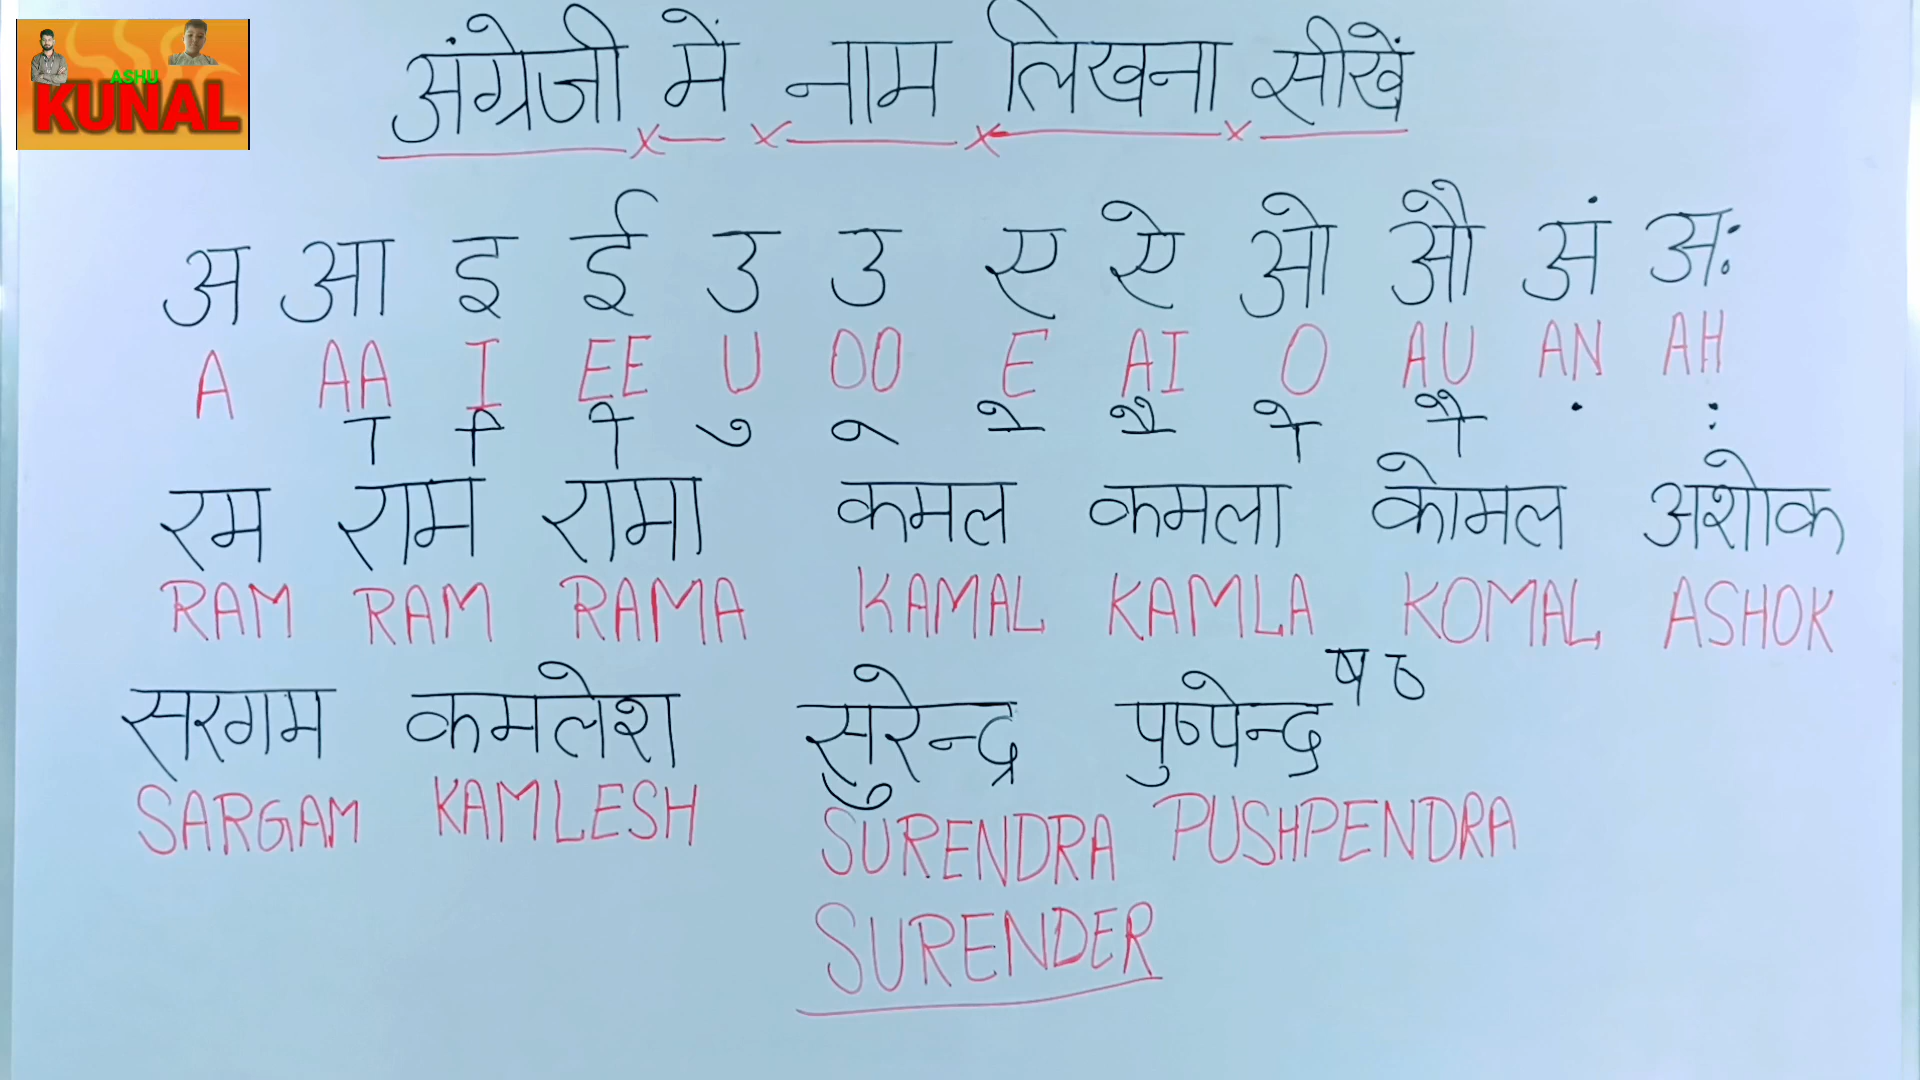 ASHU
KUNAL
अंग्रेजी में नाम लिखना सीखें
अ आ इ ई उ उ ए ऐ ओ औ अं अः
A AA I EE U OO E AI O AU AN AH
ा ि ी ु ू े ै ो ौ ं ः
रम राम रामा कमल कमला कोमल अशोक
RAM RAM RAMA KAMAL KAMLA KOMAL ASHOK
सरगम कमलेश सुरेन्द्र पुष्पेन्द्र ष ठ
SARGAM KAMLESH SURENDRA PUSHPENDRA
SURENDER